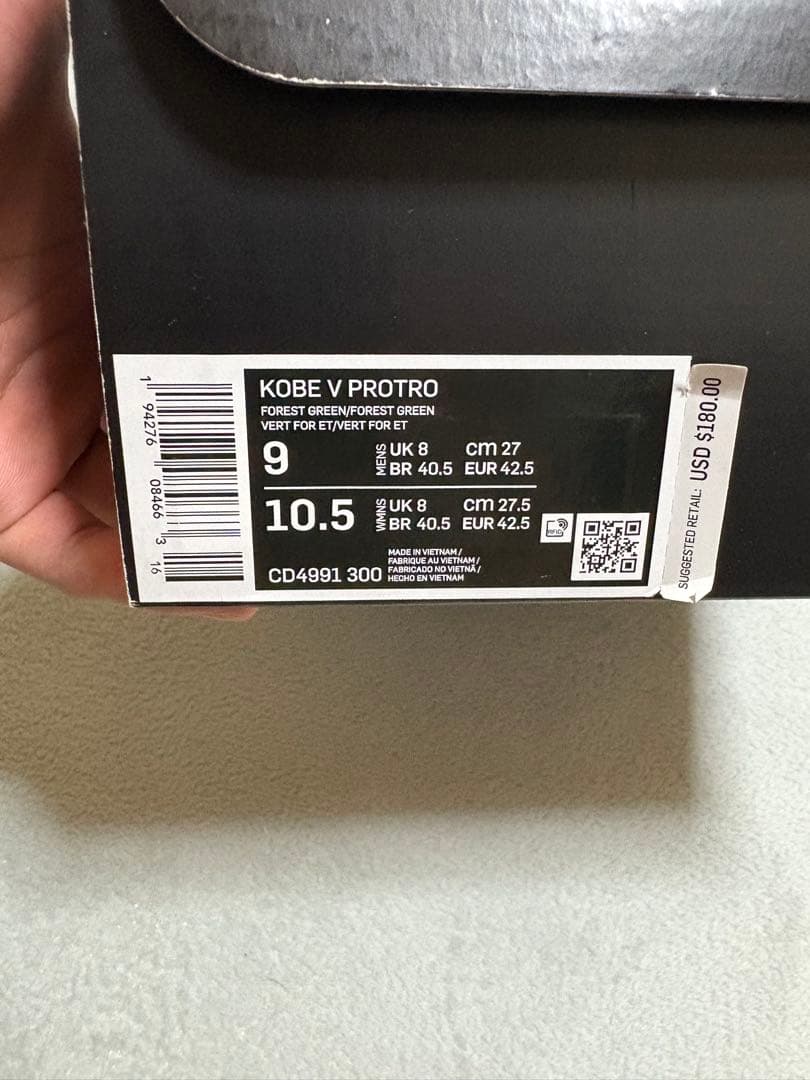 KOBE V PROTRO
FOREST GREEN/FOREST GREEN
VERT FOR ET/VERT FOR ET
9 MENS UK 8 cm 27
BR 40.5 EUR 42.5
10.5 WMNS UK 8 cm 27.5
BR 40.5 EUR 42.5
RFID
CD4991 300
MADE IN VIETNAM /
FABRIQUE AU VIETNAM /
FABRICADO NO VIETNÃ /
HECHO EN VIETNAM
1 94276 08466 3 16
SUGGESTED RETAIL: USD $180.00